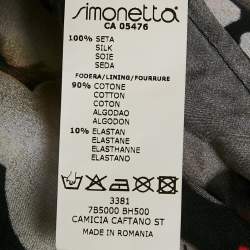 simonetta®
CA 05476
100% SETA
SILK
SOIE
SEDA
FODERA/LINING/FOURRURE
90% COTONE
COTTON
COTON
ALGODAO
ALGODON
10% ELASTAN
ELASTANE
ELASTHANNE
ELASTANO
3381
7B5000 BH500
CAMICIA CAFTANO ST
Made in Romania